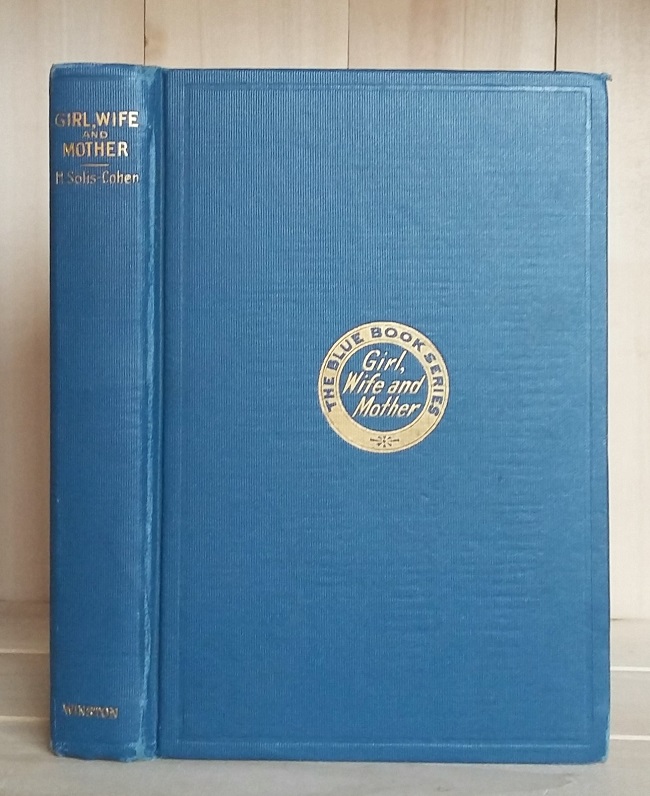 GIRL, WIFE
AND
MOTHER
M Solis-Cohen
WINSTON
THE BLUE BOOK SERIES
Girl,
Wife and
Mother